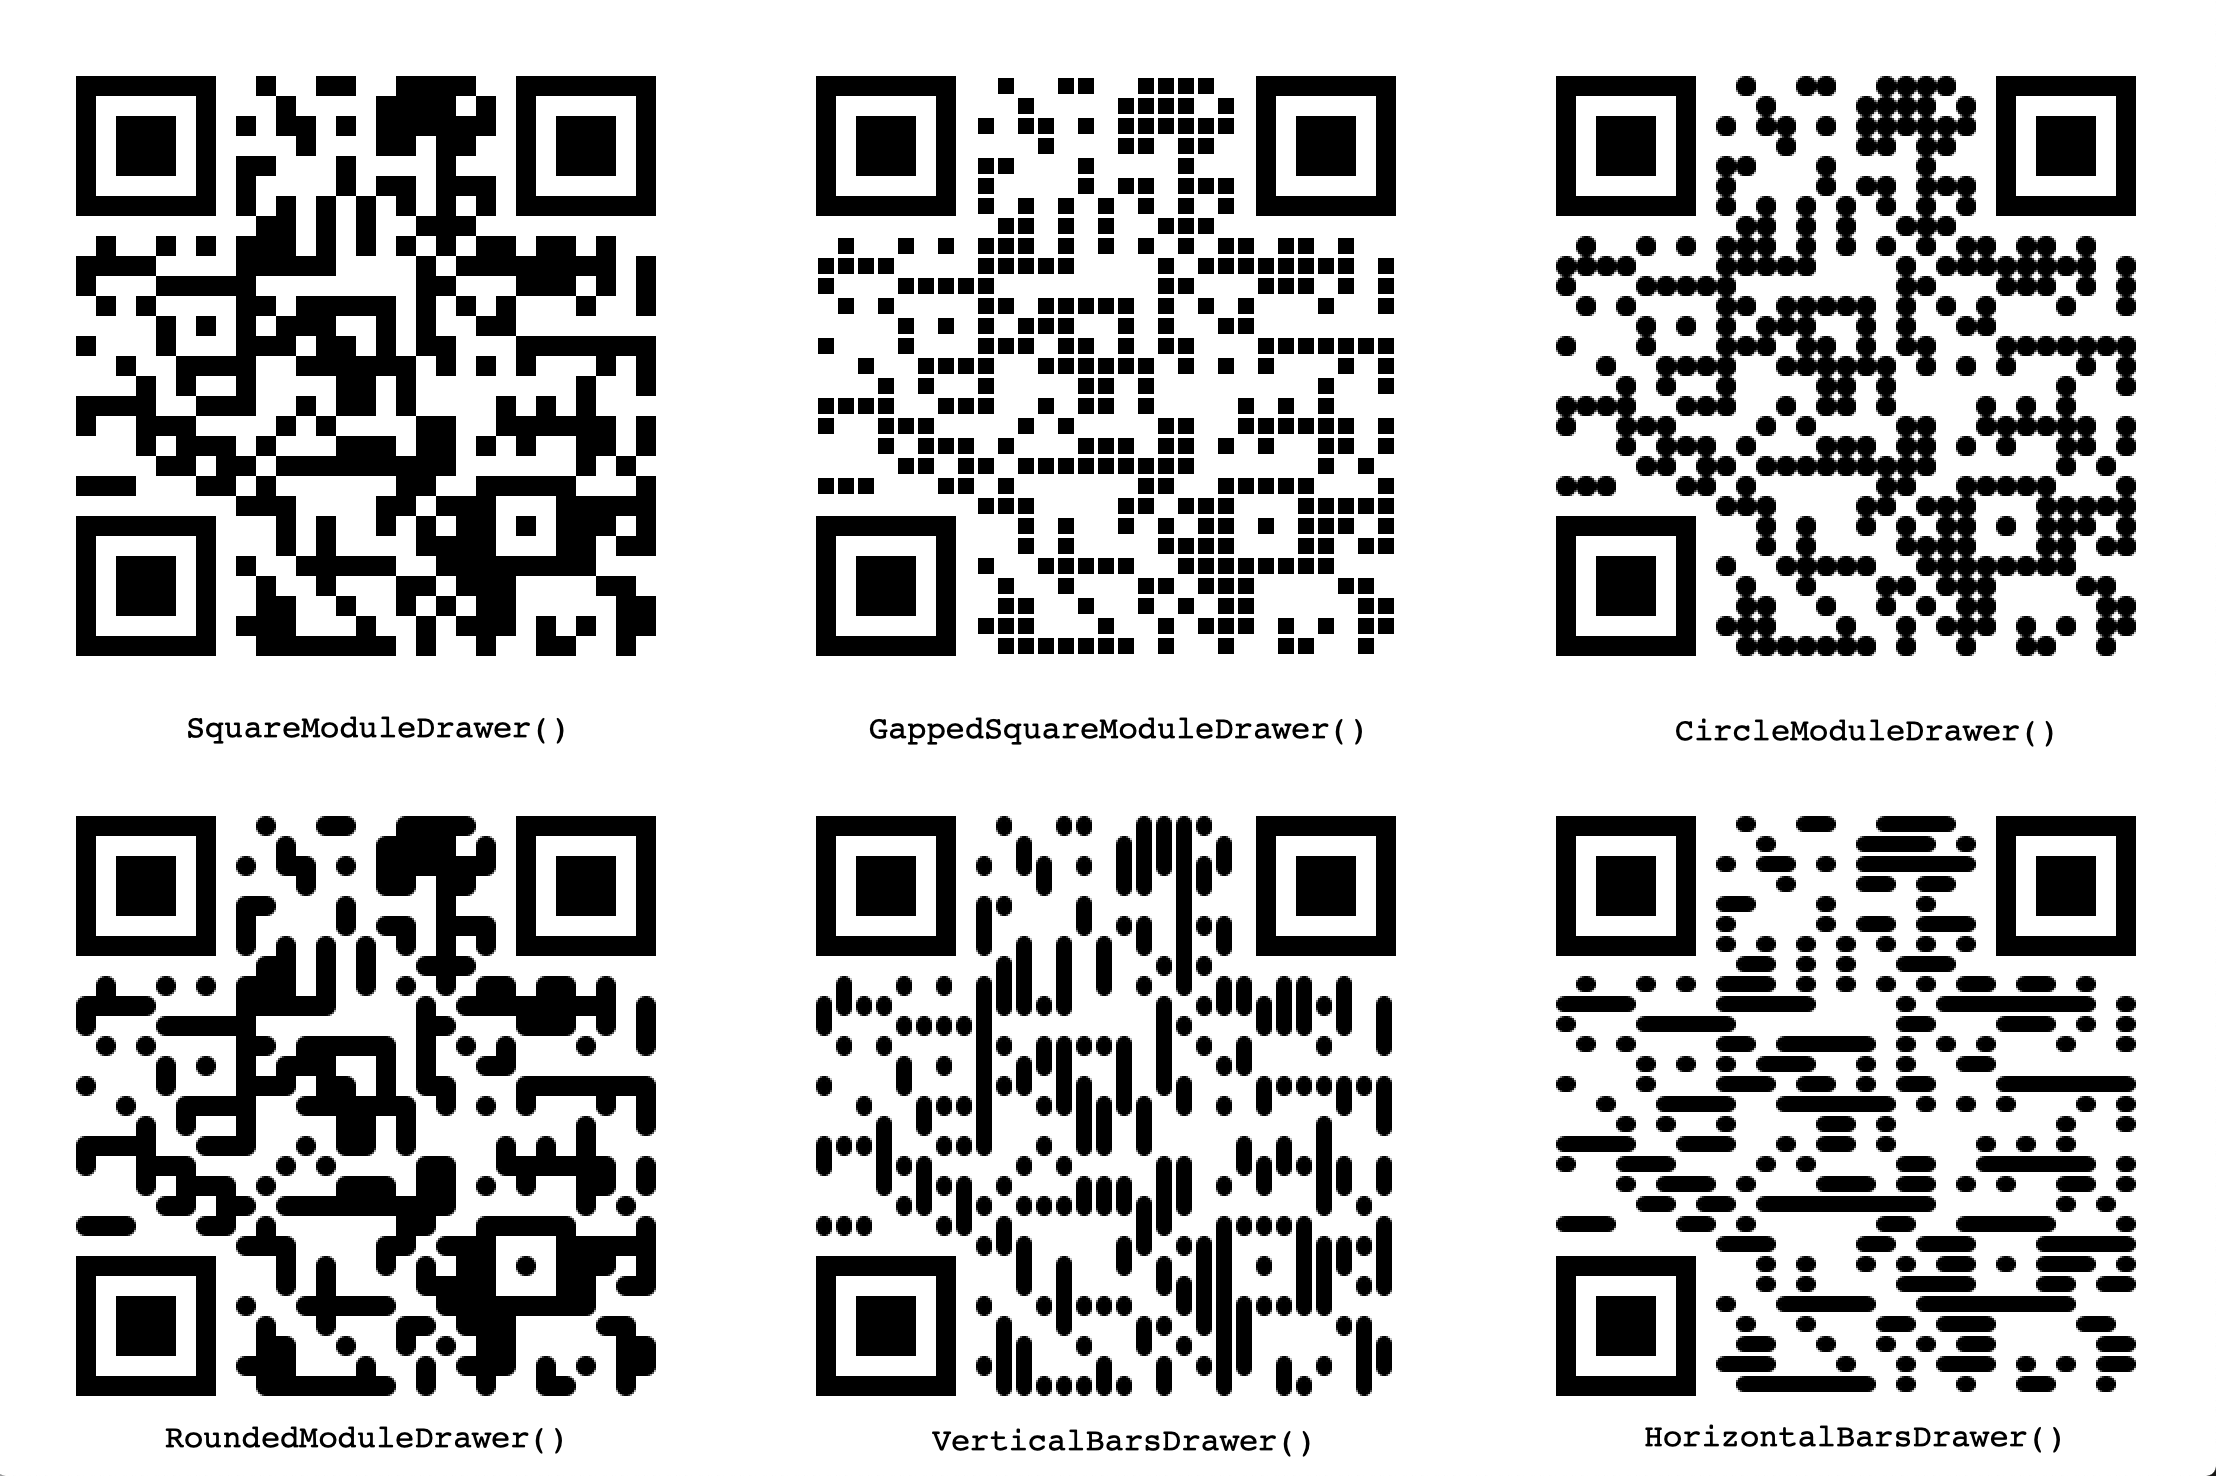 SquareModuleDrawer()
GappedSquareModuleDrawer()
CircleModuleDrawer()
RoundedModuleDrawer()
VerticalBarsDrawer()
HorizontalBarsDrawer()